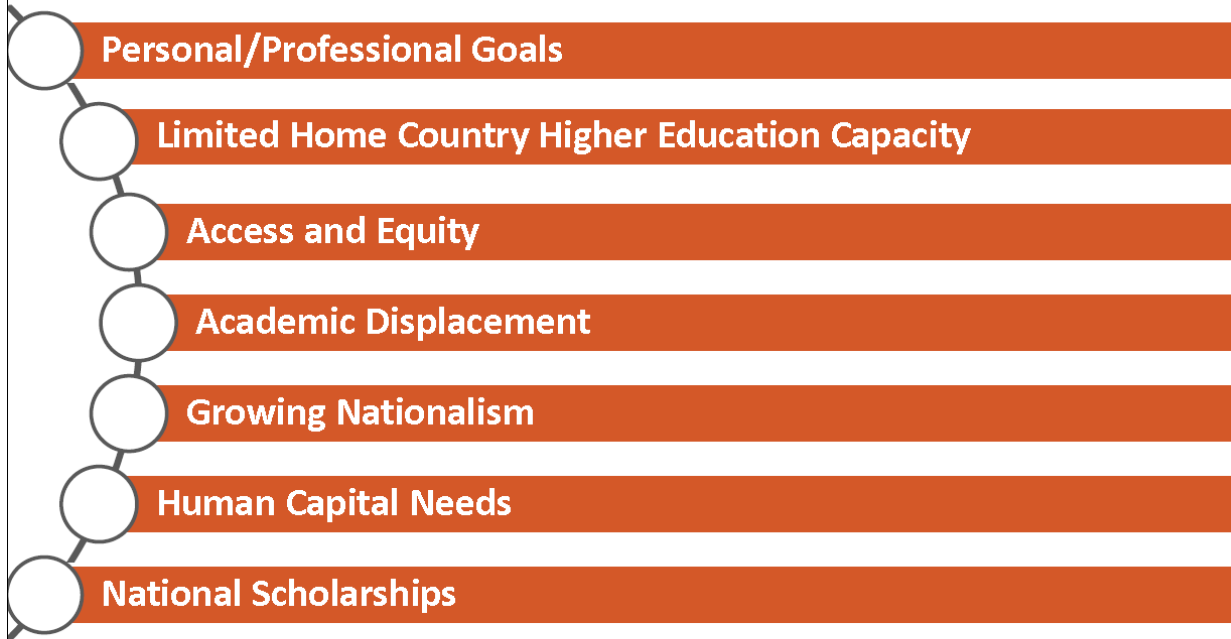 Personal/Professional Goals
Limited Home Country Higher Education Capacity
Access and Equity
Academic Displacement
Growing Nationalism
Human Capital Needs
National Scholarships